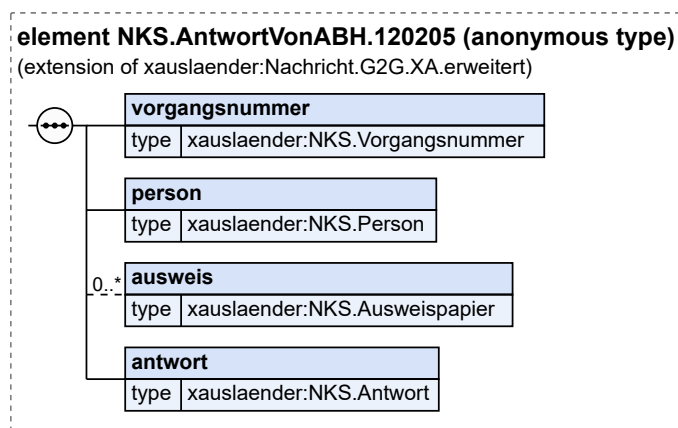 element NKS.AntwortVonABH.120205 (anonymous type)
(extension of xauslaender:Nachricht.G2G.XA.erweitert)
vorgangsnummer
type xauslaender:NKS.Vorgangsnummer
person
type xauslaender:NKS.Person
0..* ausweis
type xauslaender:NKS.Ausweispapier
antwort
type xauslaender:NKS.Antwort